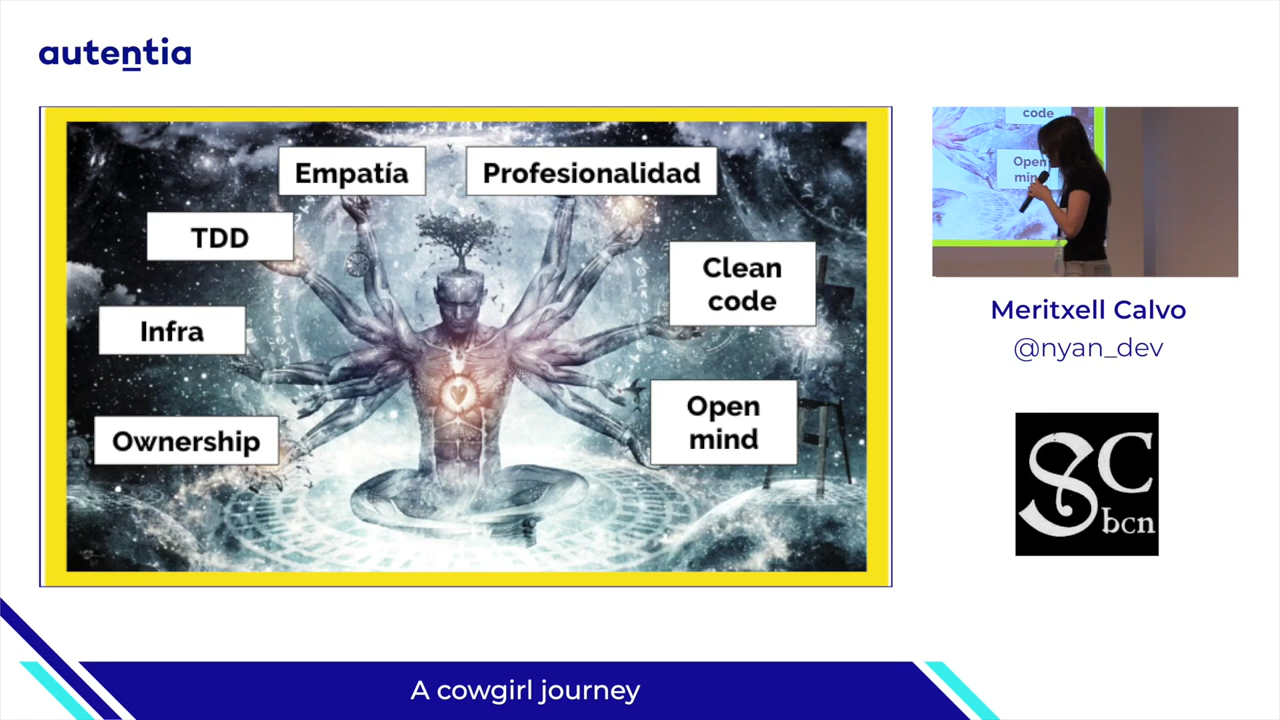 autentia
Empatía
Profesionalidad
TDD
Clean
code
Infra
Open
mind
Ownership
code
Open
Meritxell Calvo
@nyan_dev
SC
bcn
A cowgirl journey